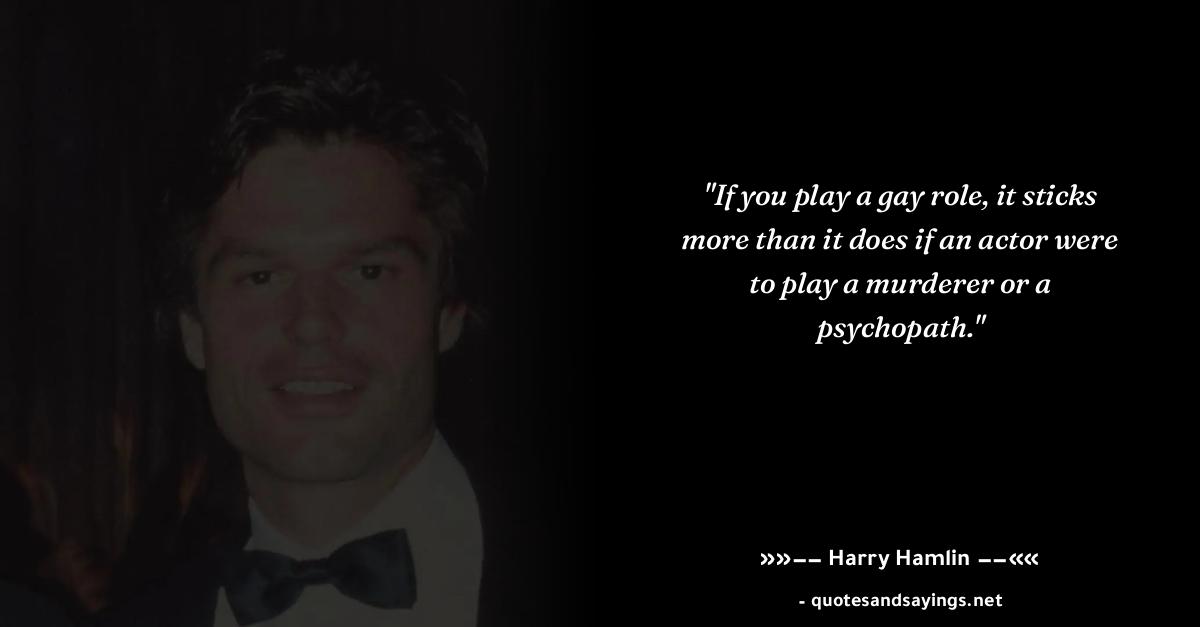 "If you play a gay role, it sticks
more than it does if an actor were
to play a murderer or a
psychopath."
»»−− Harry Hamlin −−««
- quotesandsayings.net